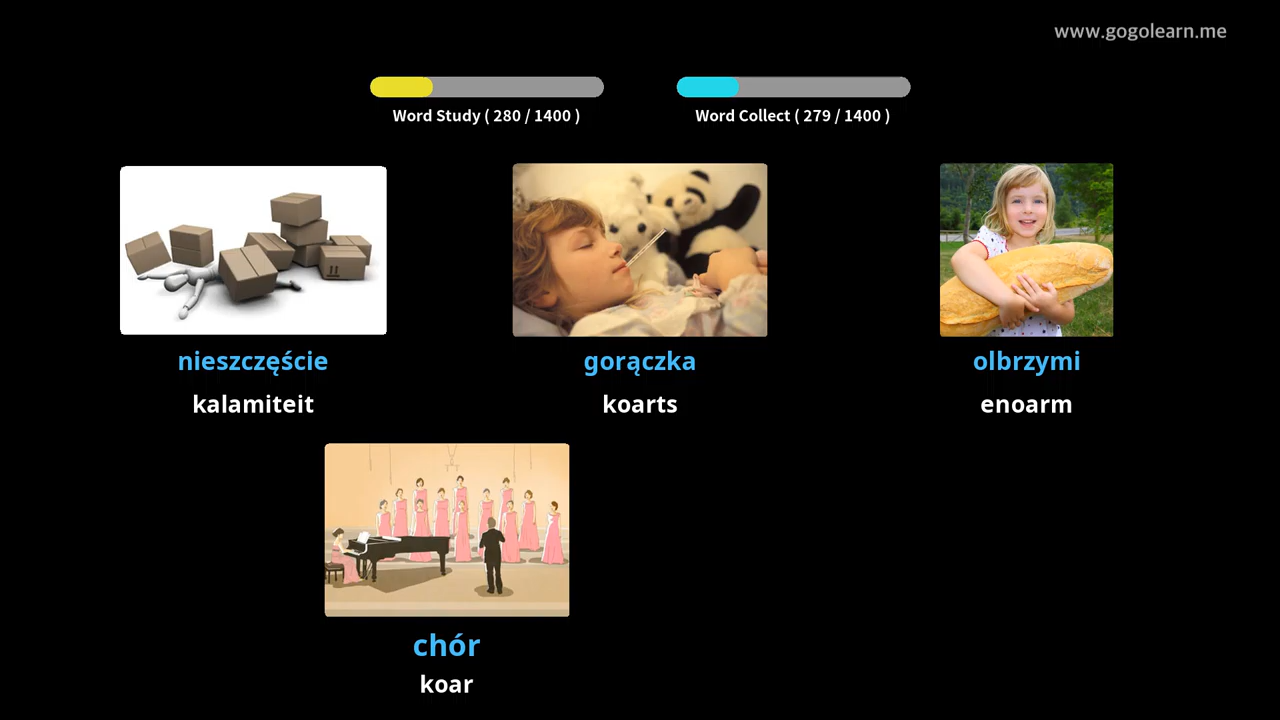 www.gogolearn.me
Word Study ( 280 / 1400 )
Word Collect ( 279 / 1400 )
nieszczęście
gorączka
olbrzymi
kalamiteit
koarts
enoarm
chór
koar